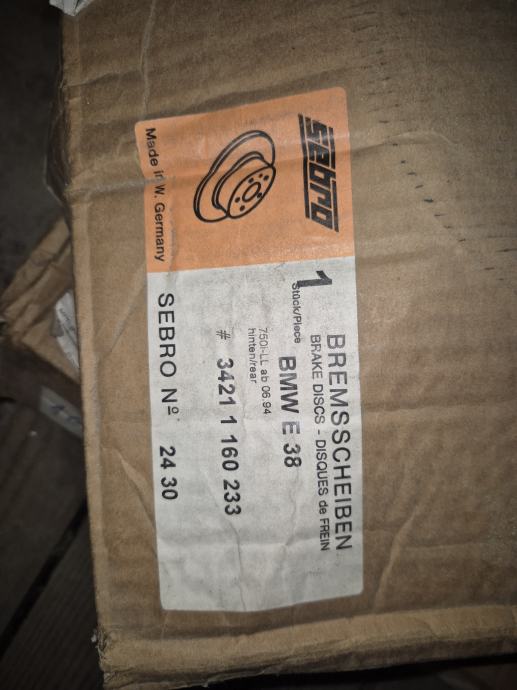 sebro
Made in W. Germany
1
Stück/Piece
BREMSSCHEIBEN
BRAKE DISCS - DISQUES de FREIN
BMW E 38
750i-LL ab 06.94
hinten/rear
# 3421 1 160 233
SEBRO Nº 24 30